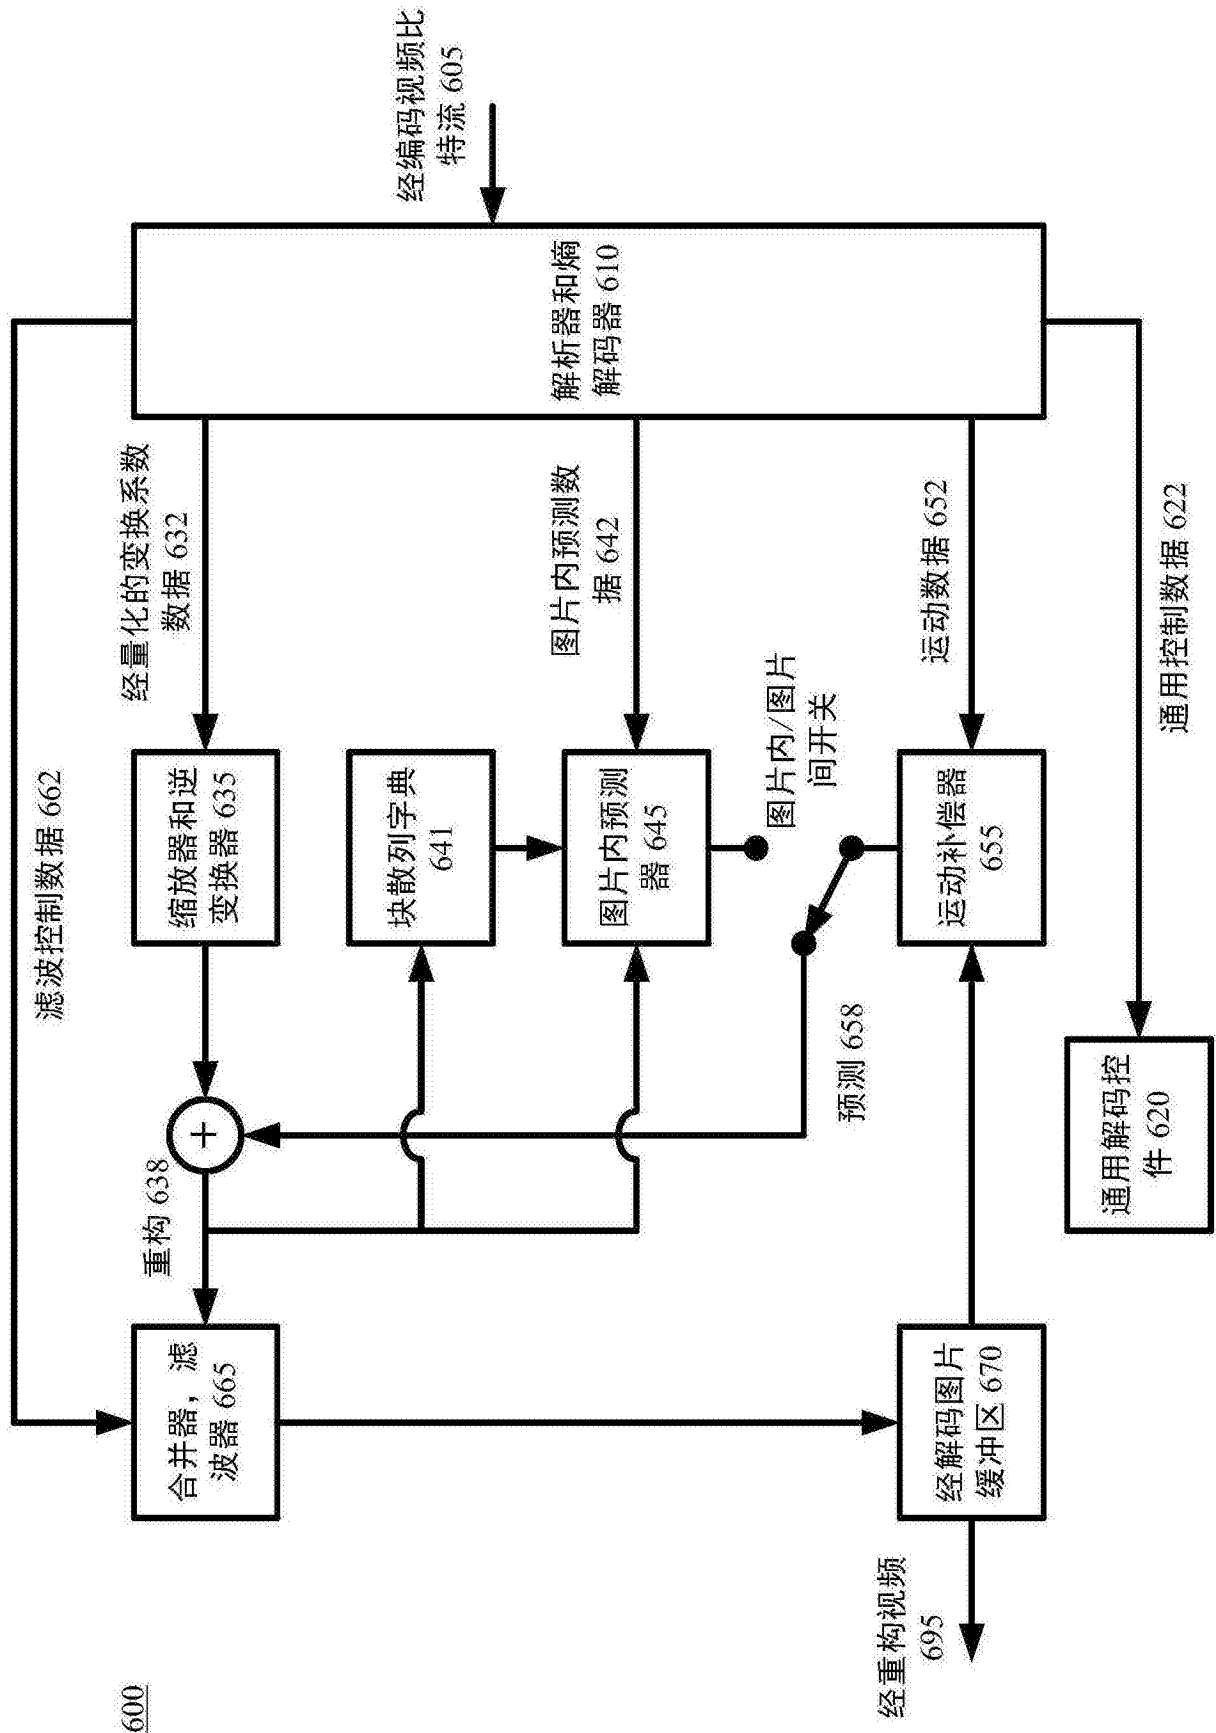 600
经编码视频比
特流 605
解析器和熵
解码器 610
滤波控制数据 662
经量化的变换系数
数据 632
图片内预测数
据 642
运动数据 652
通用控制数据 622
缩放器和逆
变换器 635
块散列字典
641
图片内预测
器 645
图片内/图片
间开关
运动补偿器
655
预测 658
通用解码控
件 620
+
重构 638
合并器，滤
波器 665
经解码图片
缓冲区 670
经重构视频
695